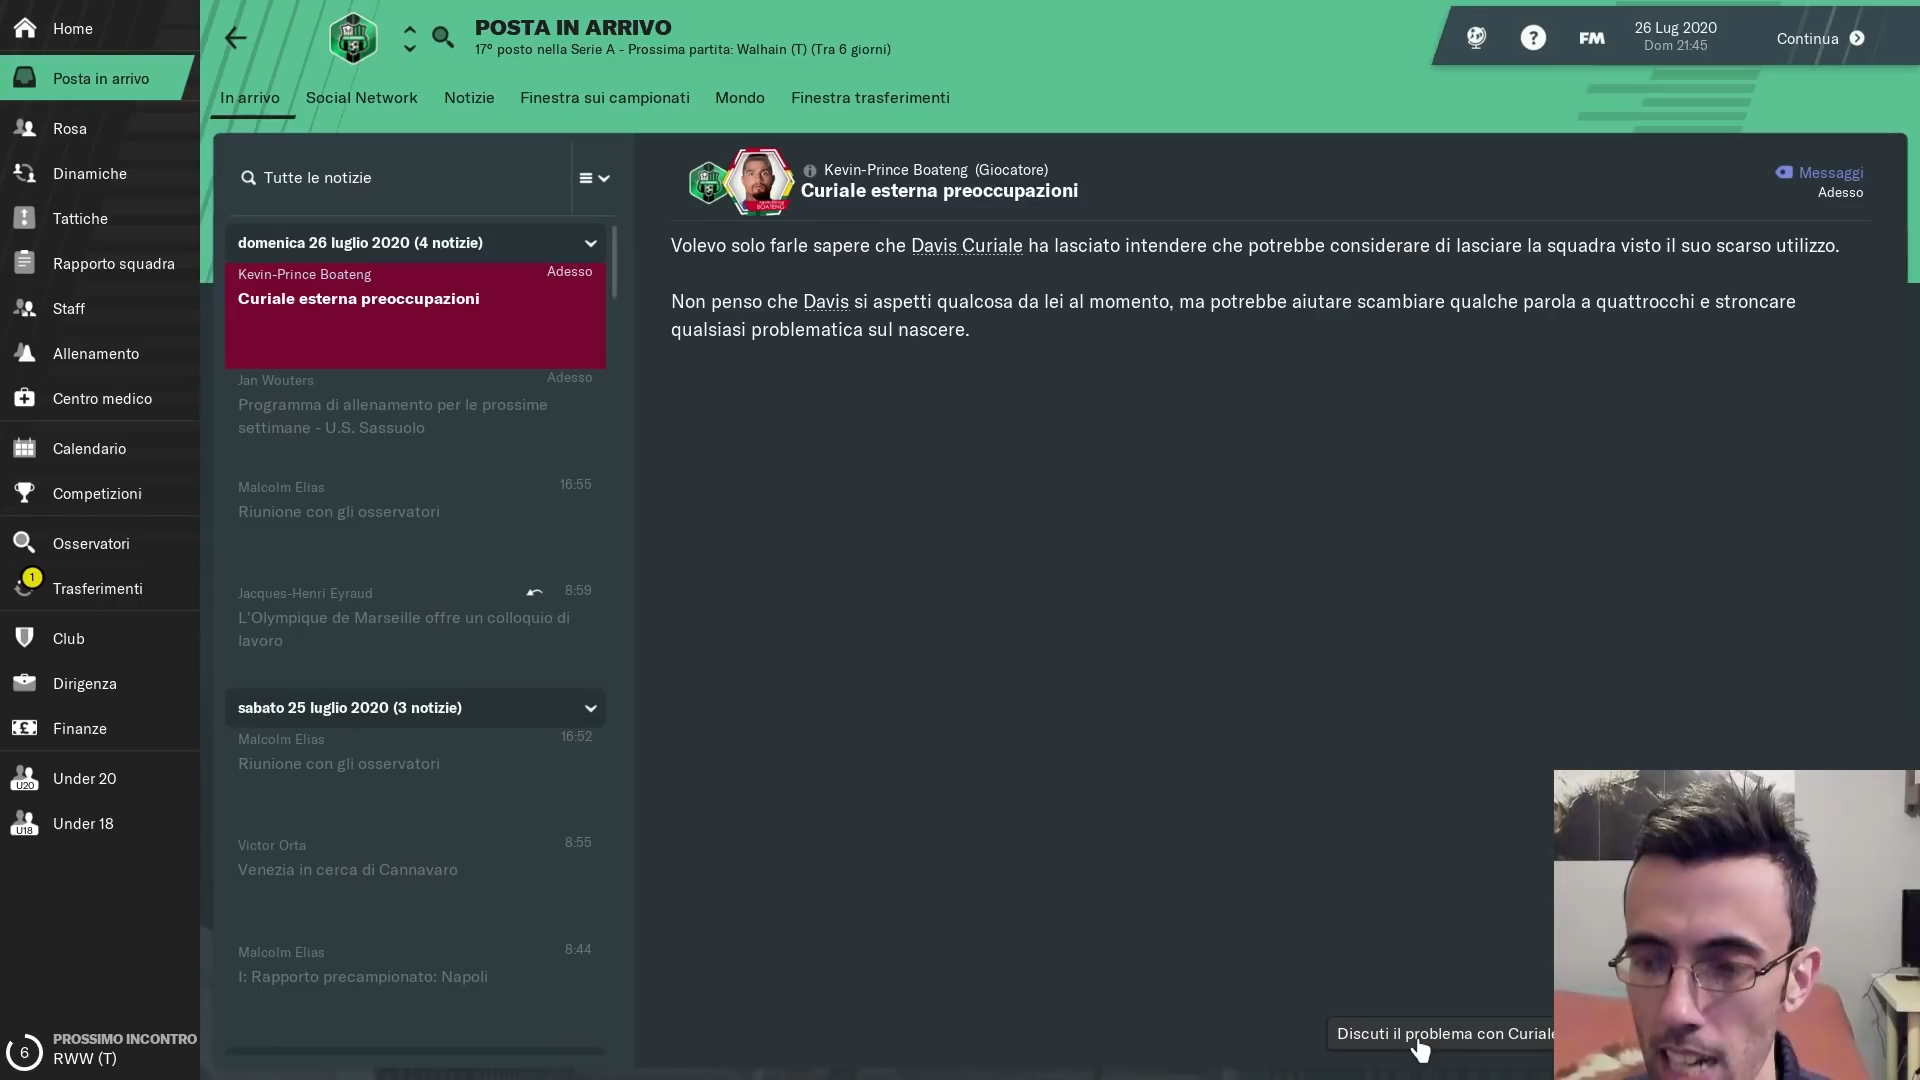 Home
Posta in arrivo
Rosa
Dinamiche
Tattiche
Rapporto squadra
Staff
Allenamento
Centro medico
Calendario
Competizioni
Osservatori
1
Trasferimenti
Club
Dirigenza
Finanze
U20
Under 20
U18
Under 18
6
PROSSIMO INCONTRO
RWW (T)
POSTA IN ARRIVO
17º posto nella Serie A - Prossima partita: Walhain (T) (Tra 6 giorni)
FM
26 Lug 2020
Dom 21:45
Continua
In arrivo
Social Network
Notizie
Finestra sui campionati
Mondo
Finestra trasferimenti
Tutte le notizie
domenica 26 luglio 2020 (4 notizie)
Kevin-Prince Boateng
Adesso
Curiale esterna preoccupazioni
Jan Wouters
Adesso
Programma di allenamento per le prossime
settimane - U.S. Sassuolo
Malcolm Elias
16:55
Riunione con gli osservatori
Jacques-Henri Eyraud
8:59
L'Olympique de Marseille offre un colloquio di
lavoro
sabato 25 luglio 2020 (3 notizie)
Malcolm Elias
16:52
Riunione con gli osservatori
Victor Orta
8:55
Venezia in cerca di Cannavaro
Malcolm Elias
8:44
I: Rapporto precampionato: Napoli
BOATENG
Kevin-Prince Boateng (Giocatore)
Curiale esterna preoccupazioni
Messaggi
Adesso
Volevo solo farle sapere che Davis Curiale ha lasciato intendere che potrebbe considerare di lasciare la squadra visto il suo scarso utilizzo.
Non penso che Davis si aspetti qualcosa da lei al momento, ma potrebbe aiutare scambiare qualche parola a quattrocchi e stroncare
qualsiasi problematica sul nascere.
Discuti il problema con Curiale